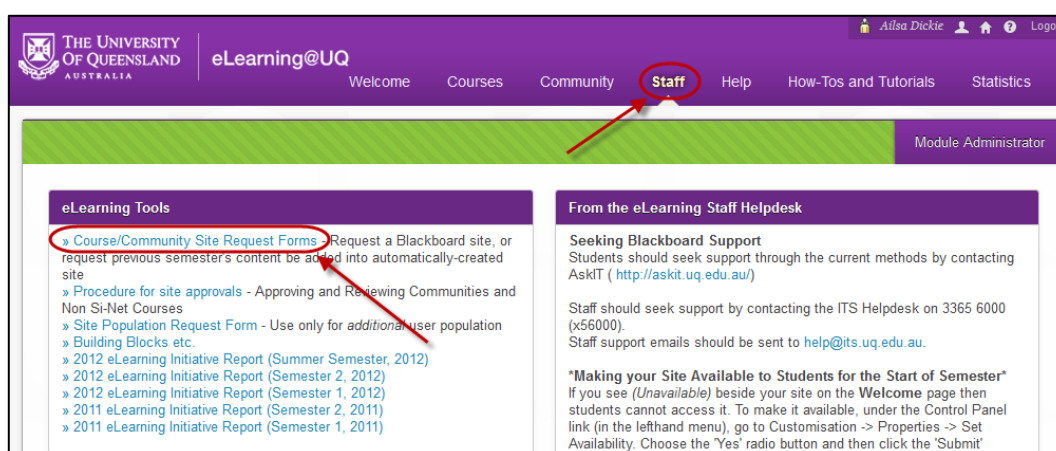 Ailsa Dickie
Logo
THE UNIVERSITY
OF QUEENSLAND
AUSTRALIA
eLearning@UQ
Welcome Courses Community Staff Help How-Tos and Tutorials Statistics
Module Administrator
eLearning Tools
» Course/Community Site Request Forms - Request a Blackboard site, or
request previous semester's content be added into automatically-created
site
» Procedure for site approvals - Approving and Reviewing Communities and
Non Si-Net Courses
» Site Population Request Form - Use only for additional user population
» Building Blocks etc.
» 2012 eLearning Initiative Report (Summer Semester, 2012)
» 2012 eLearning Initiative Report (Semester 2, 2012)
» 2012 eLearning Initiative Report (Semester 1, 2012)
» 2011 eLearning Initiative Report (Semester 2, 2011)
» 2011 eLearning Initiative Report (Semester 1, 2011)
From the eLearning Staff Helpdesk
Seeking Blackboard Support
Students should seek support through the current methods by contacting
AskIT ( http://askit.uq.edu.au/)
Staff should seek support by contacting the ITS Helpdesk on 3365 6000
(x56000).
Staff support emails should be sent to help@its.uq.edu.au.
*Making your Site Available to Students for the Start of Semester*
If you see (Unavailable) beside your site on the Welcome page then
students cannot access it. To make it available, under the Control Panel
link (in the lefthand menu), go to Customisation -> Properties -> Set
Availability. Choose the 'Yes' radio button and then click the 'Submit'